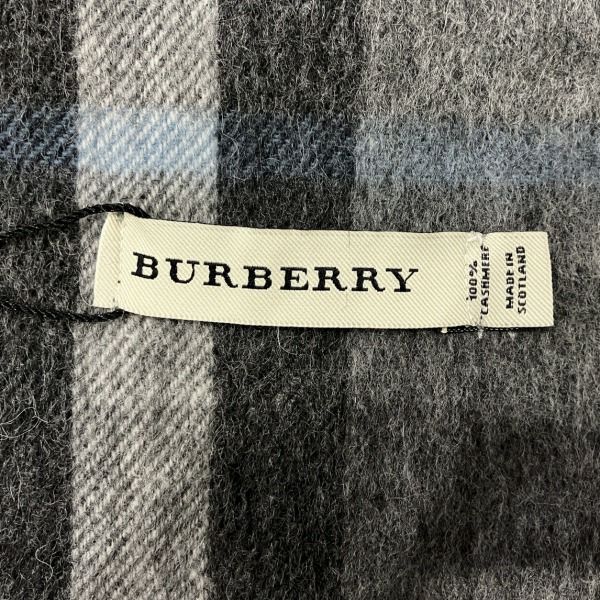 BURBERRY
100%
CASHMERE
MADE IN
SCOTLAND